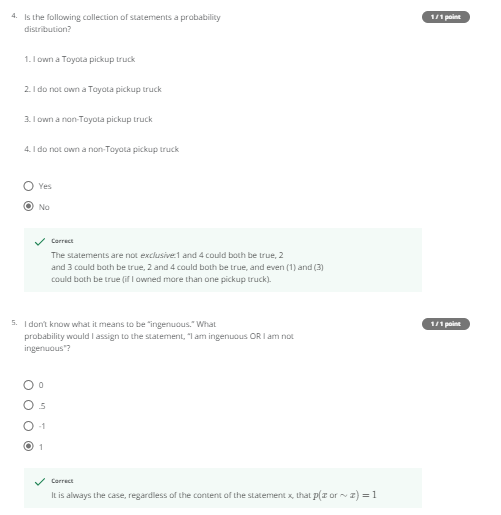 4. Is the following collection of statements a probability
distribution?
1 / 1 point
1. I own a Toyota pickup truck
2. I do not own a Toyota pickup truck
3. I own a non-Toyota pickup truck
4. I do not own a non-Toyota pickup truck
Yes
No
Correct
The statements are not exclusive:1 and 4 could both be true, 2
and 3 could both be true, 2 and 4 could both be true, and even (1) and (3)
could both be true (if I owned more than one pickup truck).
5. I don't know what it means to be "ingenuous." What
probability would I assign to the statement, "I am ingenuous OR I am not
ingenuous"?
1 / 1 point
0
.5
-1
1
Correct
It is always the case, regardless of the content of the statement x, that p(x or ∼ x) = 1